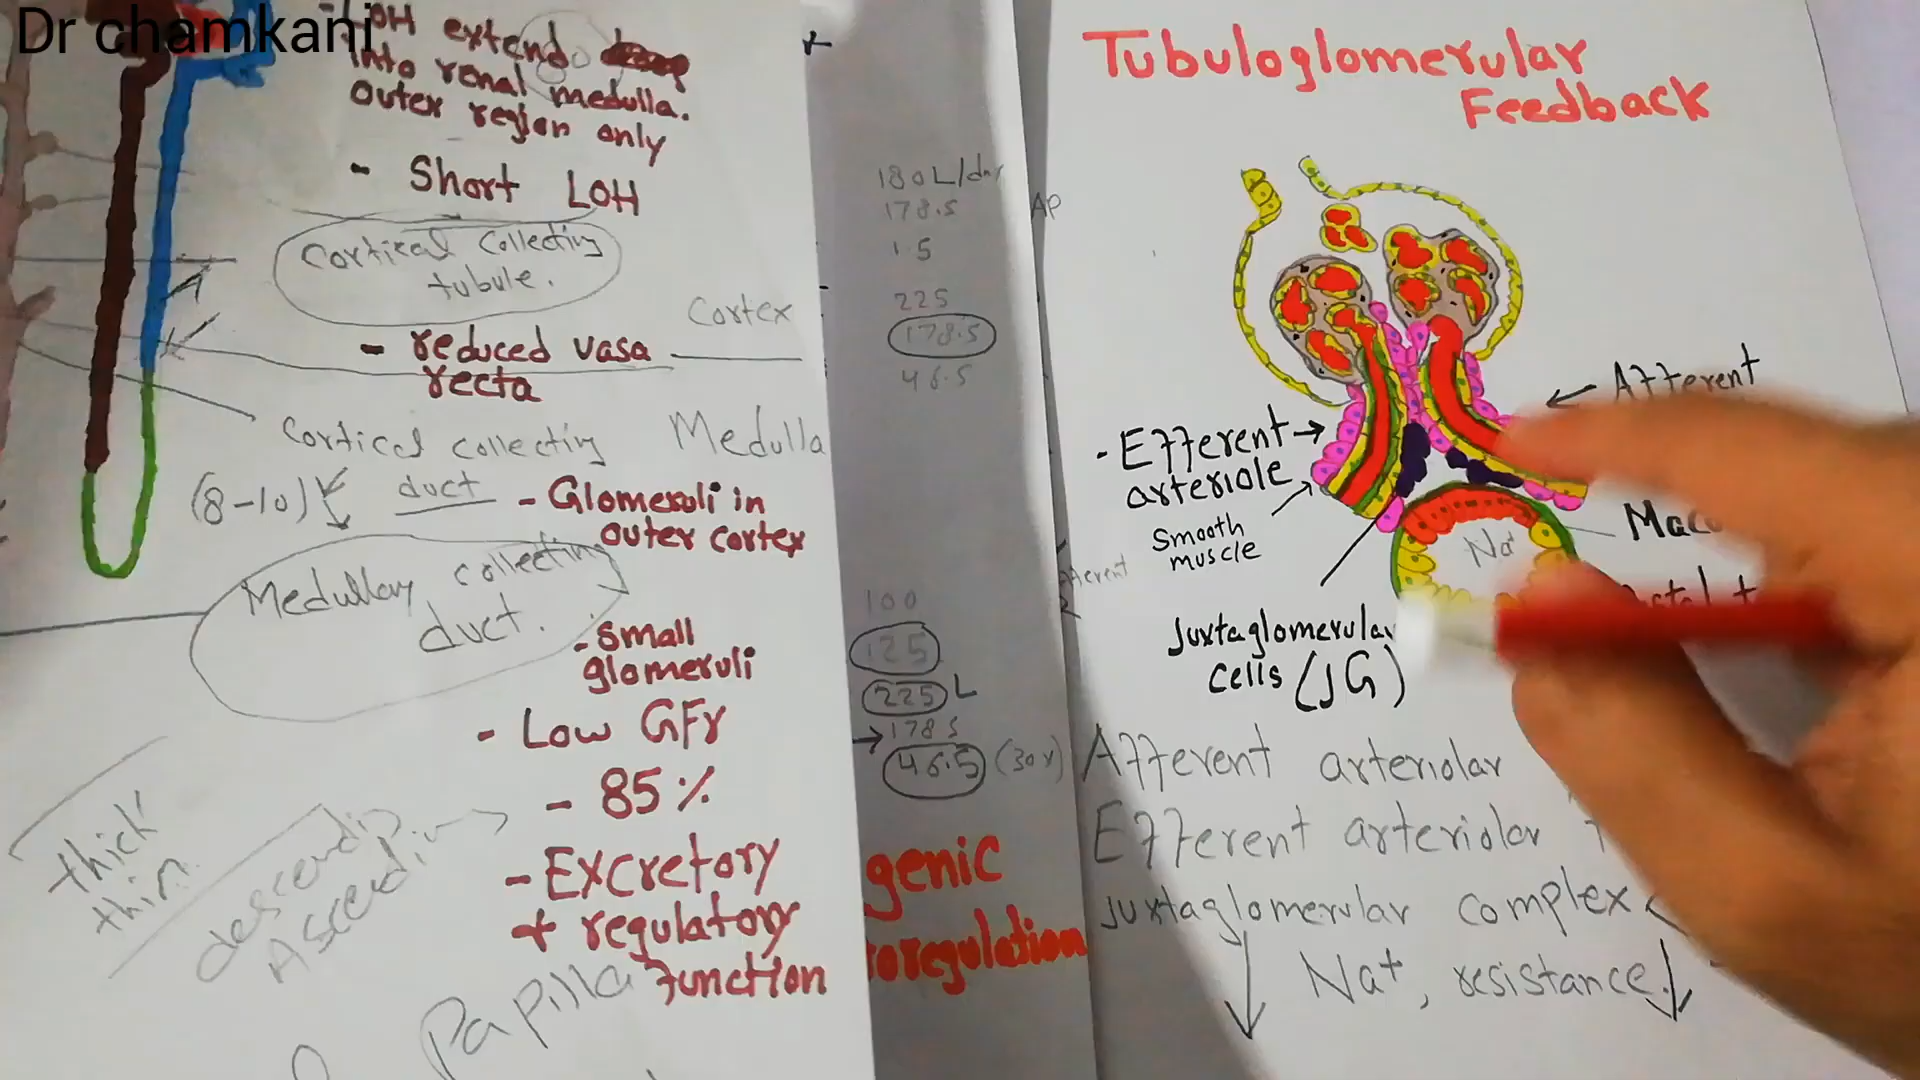 Dr chamkani
LOH extend
into renal medulla.
outer region only
- Short LOH
Cortical Collecting
tubule.
Cortex
- reduced vasa
recta
Cortical collecting
duct
Medulla
(8-10)
- Glomeruli in
outer cortex
Medullary collecting
duct.
- small
glomeruli
- Low GFr
- 85%
- Excretory
+ regulatory
function
thick
thin
descending
Ascending
Papilla
180 L/day
178.5
1.5
225
178.5
46.5
AP
100
125
225 L
178.5
46.5 (30x)
genic
toregulation
Tubuloglomerular
Feedback
Afferent
- Efferent
arteriole
Smooth
muscle
Na+
Juxtaglomerular
cells (JG)
Afferent arteriolar
Efferent arteriolar
juxtaglomerular complex
Na+, resistance